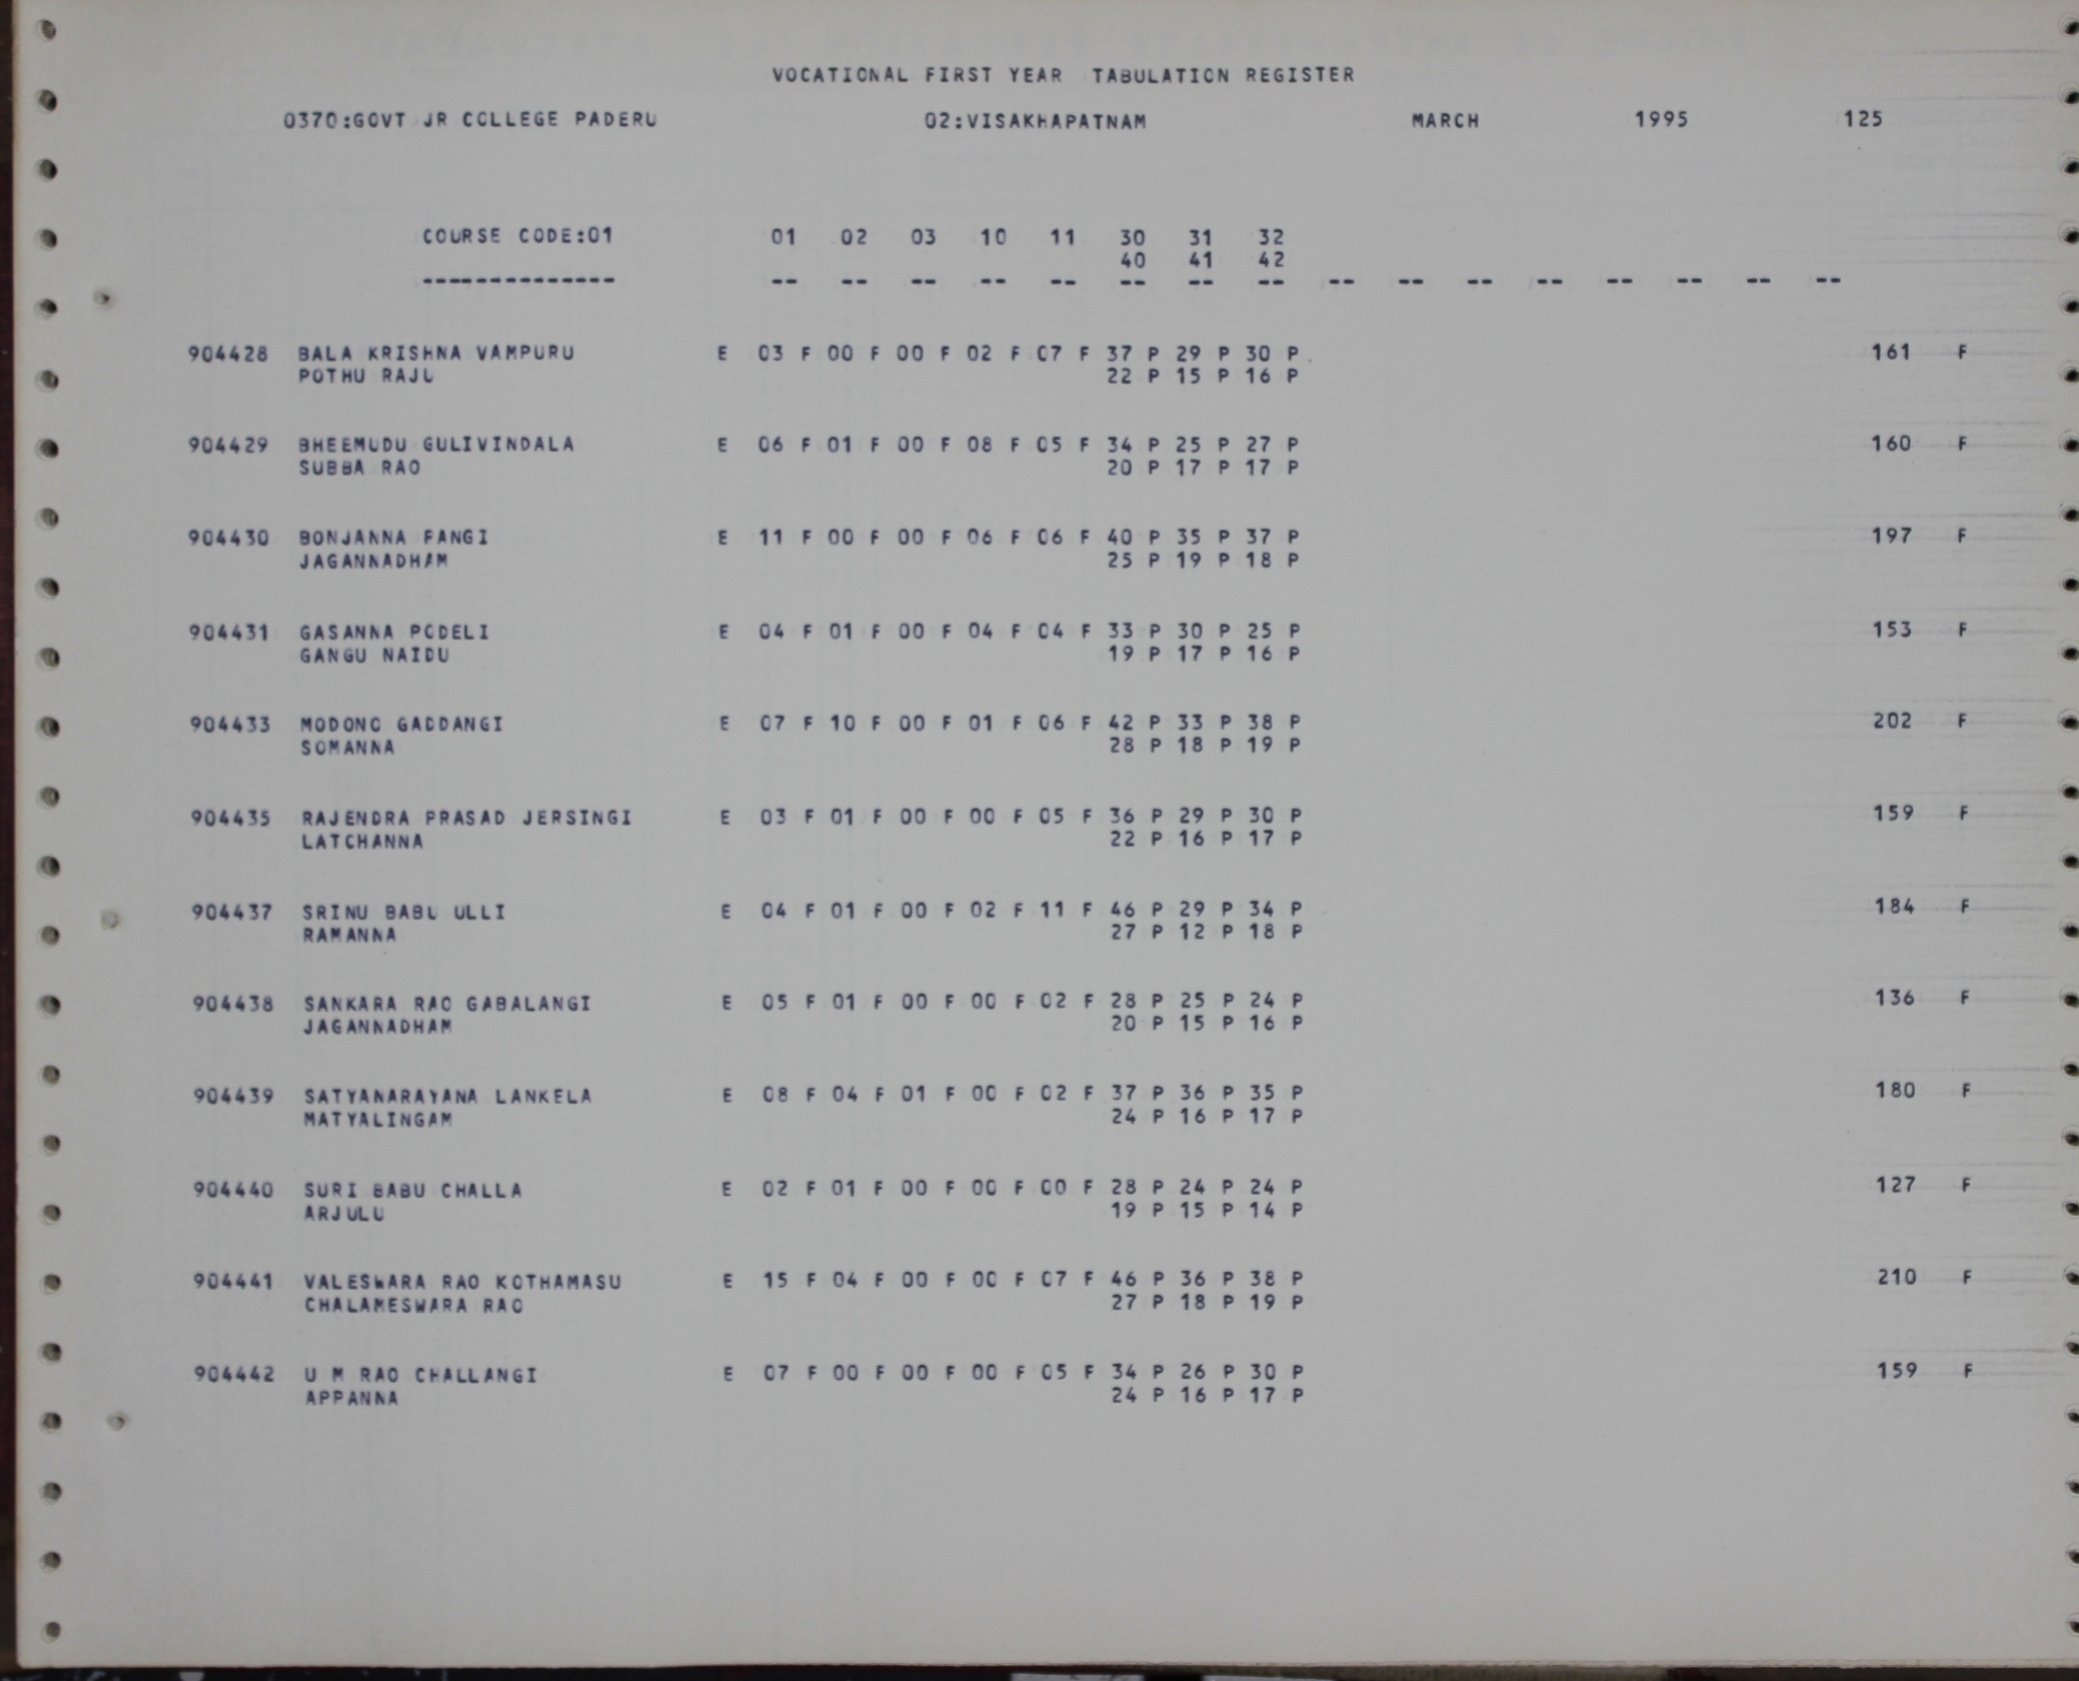 VOCATIONAL FIRST YEAR TABULATION REGISTER
0370:GOVT JR COLLEGE PADERU 02:VISAKHAPATNAM MARCH 1995 125
COURSE CODE:01 01 02 03 10 11 30 31 32
40 41 42
-------------- -- -- -- -- -- -- -- -- -- -- -- -- -- -- -- --
904428 BALA KRISHNA VAMPURU E 03 F 00 F 00 F 02 F 07 F 37 P 29 P 30 P 161 F
POTHU RAJU 22 P 15 P 16 P
904429 BHEEMUDU GULIVINDALA E 06 F 01 F 00 F 08 F 05 F 34 P 25 P 27 P 160 F
SUBBA RAO 20 P 17 P 17 P
904430 BONJANNA PANGI E 11 F 00 F 00 F 06 F 06 F 40 P 35 P 37 P 197 F
JAGANNADHAM 25 P 19 P 18 P
904431 GASANNA PODELI E 04 F 01 F 00 F 04 F 04 F 33 P 30 P 25 P 153 F
GANGU NAIDU 19 P 17 P 16 P
904433 MODONO GADDANGI E 07 F 10 F 00 F 01 F 06 F 42 P 33 P 38 P 202 F
SOMANNA 28 P 18 P 19 P
904435 RAJENDRA PRASAD JERSINGI E 03 F 01 F 00 F 00 F 05 F 36 P 29 P 30 P 159 F
LATCHANNA 22 P 16 P 17 P
904437 SRINU BABU ULLI E 04 F 01 F 00 F 02 F 11 F 46 P 29 P 34 P 184 F
RAMANNA 27 P 12 P 18 P
904438 SANKARA RAO GABALANGI E 05 F 01 F 00 F 00 F 02 F 28 P 25 P 24 P 136 F
JAGANNADHAM 20 P 15 P 16 P
904439 SATYANARAYANA LANKELA E 08 F 04 F 01 F 00 F 02 F 37 P 36 P 35 P 180 F
MATYALINGAM 24 P 16 P 17 P
904440 SURI BABU CHALLA E 02 F 01 F 00 F 00 F 00 F 28 P 24 P 24 P 127 F
ARJULU 19 P 15 P 14 P
904441 VALESWARA RAO KOTHAMASU E 15 F 04 F 00 F 00 F 07 F 46 P 36 P 38 P 210 F
CHALAMESWARA RAO 27 P 18 P 19 P
904442 U M RAO CHALLANGI E 07 F 00 F 00 F 00 F 05 F 34 P 26 P 30 P 159 F
APPANNA 24 P 16 P 17 P